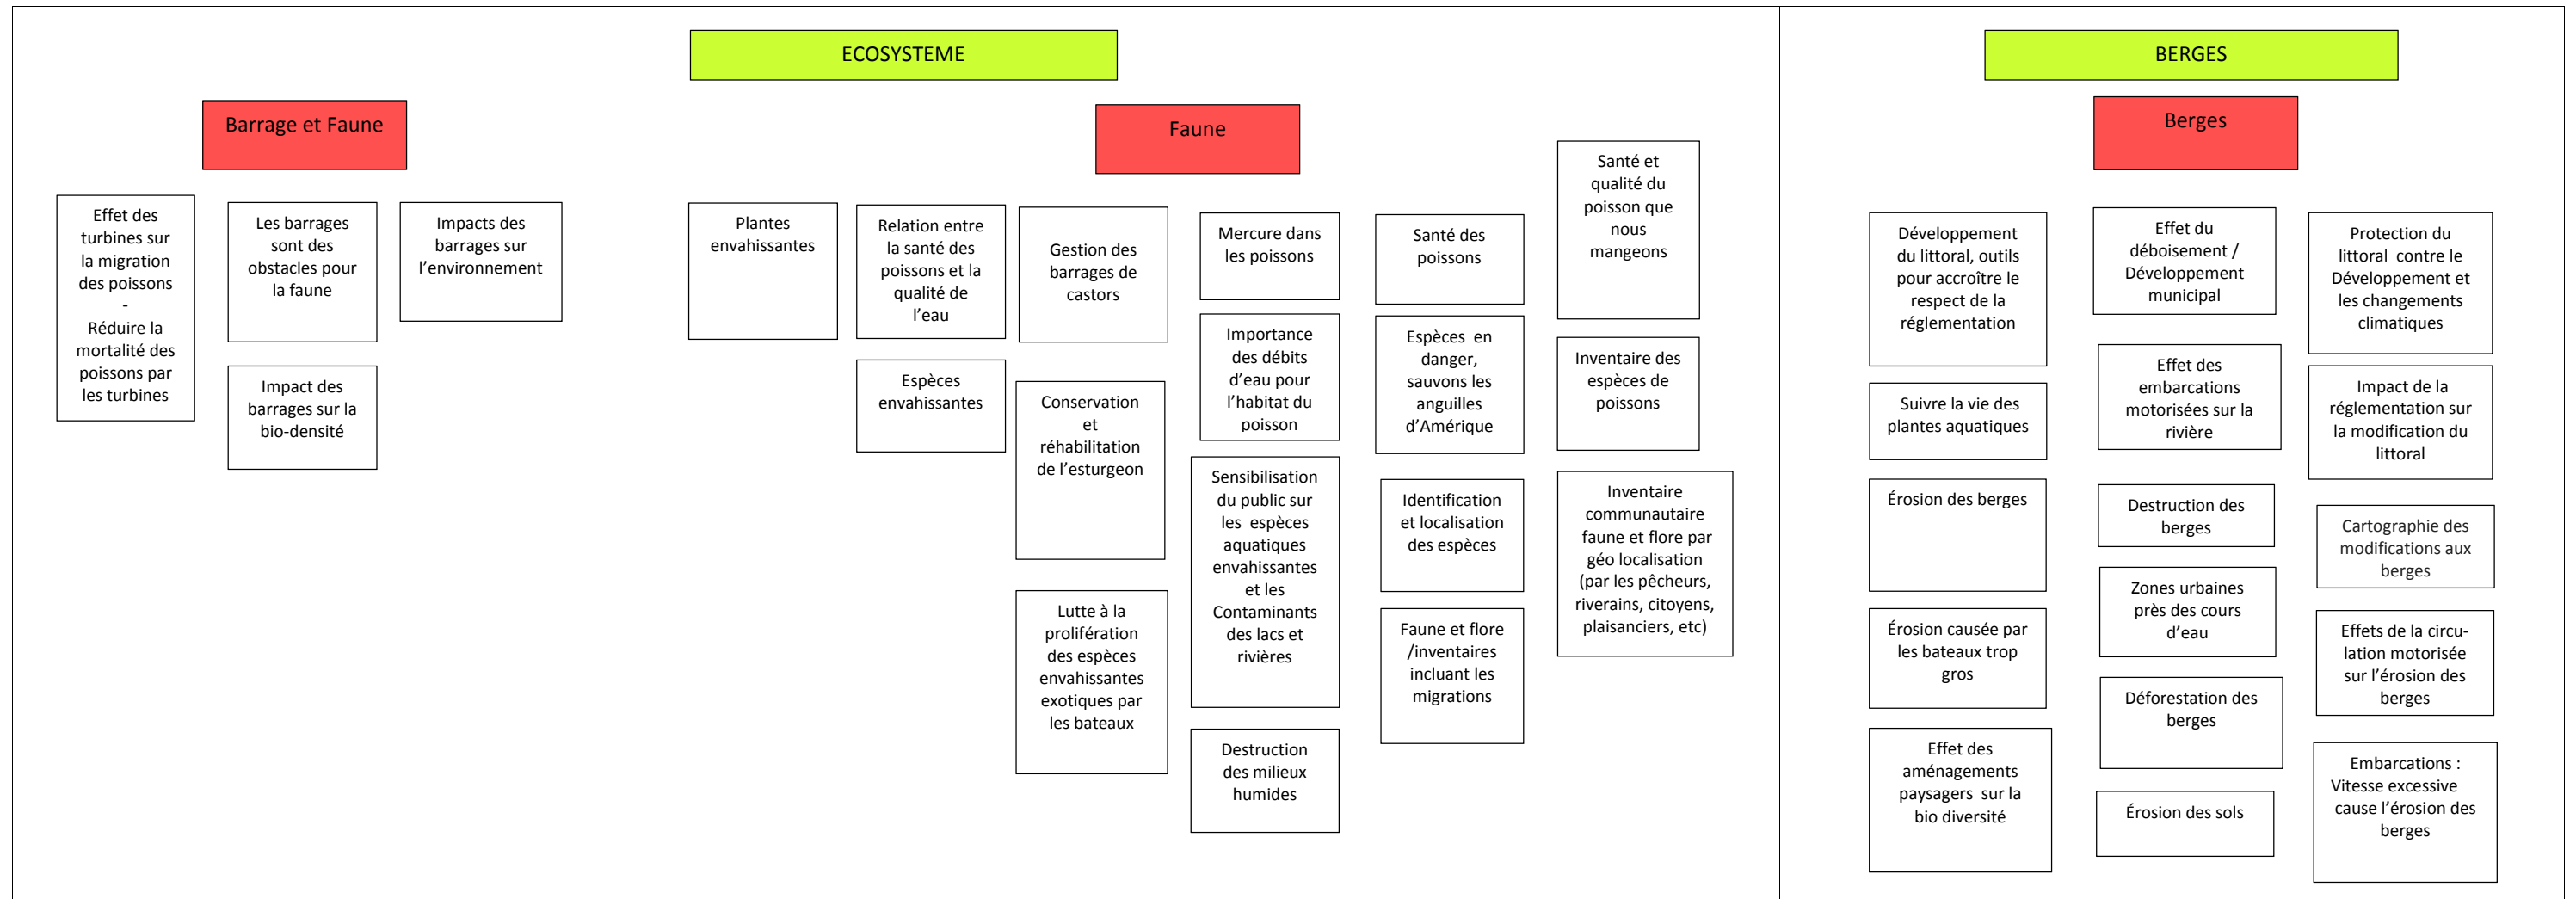 ECOSYSTEME
Barrage et Faune
Effet des
turbines sur
la migration
des poissons
-
Réduire la
mortalité des
poissons par
les turbines
Les barrages
sont des
obstacles pour
la faune
Impact des
barrages sur la
bio-densité
Impacts des
barrages sur
l’environnement
Faune
Plantes
envahissantes
Relation entre
la santé des
poissons et la
qualité de
l’eau
Espèces
envahissantes
Gestion des
barrages de
castors
Conservation
et
réhabilitation
de l’esturgeon
Lutte à la
prolifération
des espèces
envahissantes
exotiques par
les bateaux
Mercure dans
les poissons
Importance
des débits
d’eau pour
l’habitat du
poisson
Sensibilisation
du public sur
les espèces
aquatiques
envahissantes
et les
Contaminants
des lacs et
rivières
Destruction
des milieux
humides
Santé des
poissons
Espèces en
danger,
sauvons les
anguilles
d’Amérique
Identification
et localisation
des espèces
Faune et flore
/inventaires
incluant les
migrations
Santé et
qualité du
poisson que
nous
mangeons
Inventaire des
espèces de
poissons
Inventaire
communautaire
faune et flore par
géo localisation
(par les pêcheurs,
riverains, citoyens,
plaisanciers, etc)
BERGES
Berges
Développement
du littoral, outils
pour accroître le
respect de la
réglementation
Suivre la vie des
plantes aquatiques
Érosion des berges
Érosion causée par
les bateaux trop
gros
Effet des
aménagements
paysagers sur la
bio diversité
Effet du
déboisement /
Développement
municipal
Effet des
embarcations
motorisées sur la
rivière
Destruction des
berges
Zones urbaines
près des cours
d’eau
Déforestation des
berges
Érosion des sols
Protection du
littoral contre le
Développement et
les changements
climatiques
Impact de la
réglementation sur
la modification du
littoral
Cartographie des
modifications aux
berges
Effets de la circu-
lation motorisée
sur l’érosion des
berges
Embarcations :
Vitesse excessive
cause l’érosion des
berges